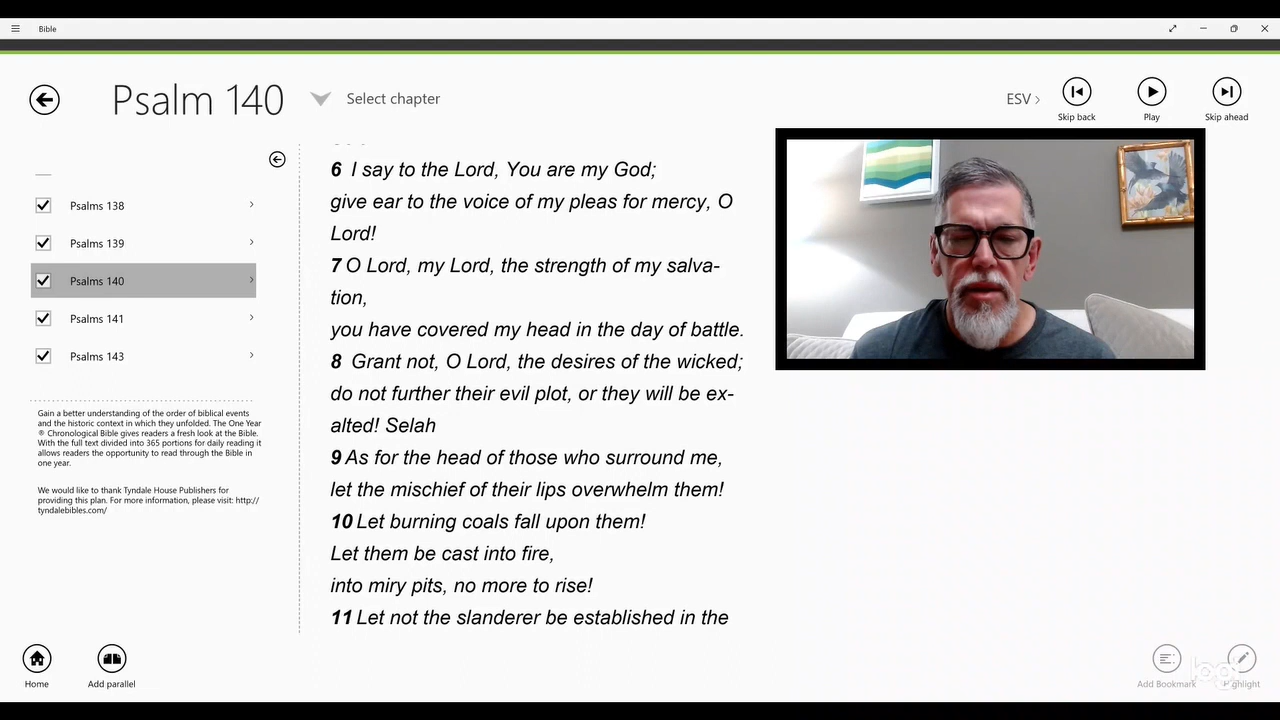 Bible
Psalm 140
Select chapter
ESV
Skip back
Play
Skip ahead
Psalms 138
Psalms 139
Psalms 140
Psalms 141
Psalms 143
Gain a better understanding of the order of biblical events
and the historic context in which they unfolded. The One Year
® Chronological Bible gives readers a fresh look at the Bible.
With the full text divided into 365 portions for daily reading it
allows readers the opportunity to read through the Bible in
one year.
We would like to thank Tyndale House Publishers for
providing this plan. For more information, please visit: http://
tyndalebibles.com/
6 I say to the Lord, You are my God;
give ear to the voice of my pleas for mercy, O
Lord!
7 O Lord, my Lord, the strength of my salva-
tion,
you have covered my head in the day of battle.
8 Grant not, O Lord, the desires of the wicked;
do not further their evil plot, or they will be ex-
alted! Selah
9 As for the head of those who surround me,
let the mischief of their lips overwhelm them!
10 Let burning coals fall upon them!
Let them be cast into fire,
into miry pits, no more to rise!
11 Let not the slanderer be established in the
Home
Add parallel
Add Bookmark
Highlight
logi